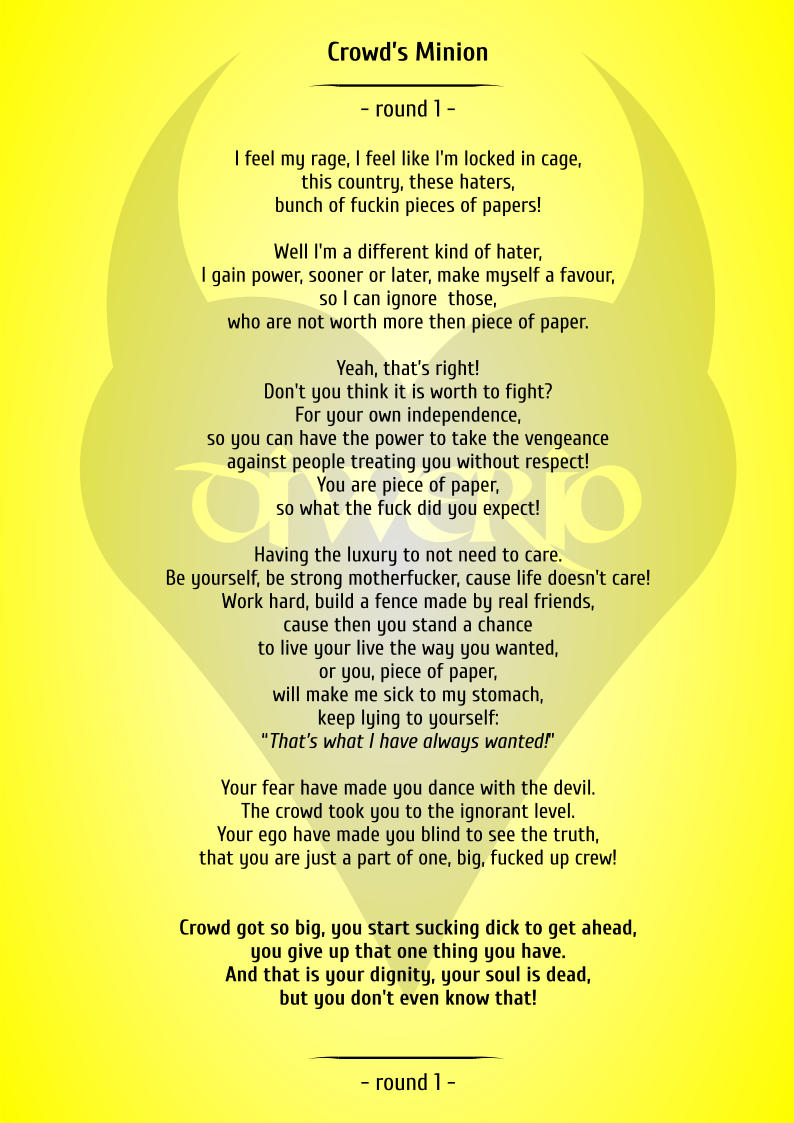 Crowd's Minion
- round 1 -
I feel my rage, I feel like I'm locked in cage,
this country, these haters,
bunch of fuckin pieces of papers!
Well I'm a different kind of hater,
I gain power, sooner or later, make myself a favour,
so I can ignore  those,
who are not worth more then piece of paper.
Yeah, that's right!
Don't you think it is worth to fight?
For your own independence,
so you can have the power to take the vengeance
against people treating you without respect!
You are piece of paper,
so what the fuck did you expect!
Having the luxury to not need to care.
Be yourself, be strong motherfucker, cause life doesn't care!
Work hard, build a fence made by real friends,
cause then you stand a chance
to live your live the way you wanted,
or you, piece of paper,
will make me sick to my stomach,
keep lying to yourself:
“That's what I have always wanted!”
Your fear have made you dance with the devil.
The crowd took you to the ignorant level.
Your ego have made you blind to see the truth,
that you are just a part of one, big, fucked up crew!
Crowd got so big, you start sucking dick to get ahead,
you give up that one thing you have.
And that is your dignity, your soul is dead,
but you don't even know that!
- round 1 -